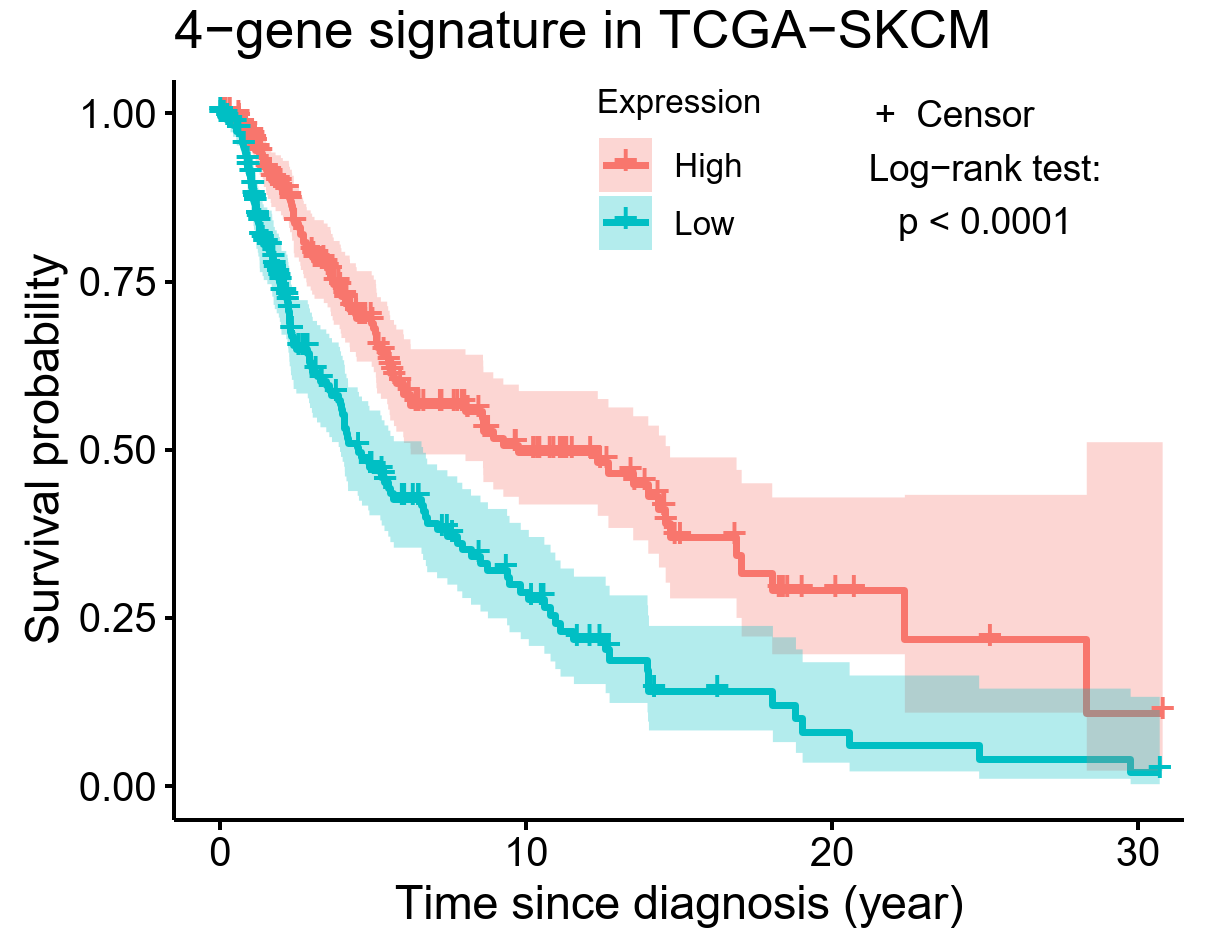 4−gene signature in TCGA−SKCM
Expression
High
Low
+ Censor
Log−rank test:
p < 0.0001
Survival probability
1.00
0.75
0.50
0.25
0.00
0 10 20 30
Time since diagnosis (year)